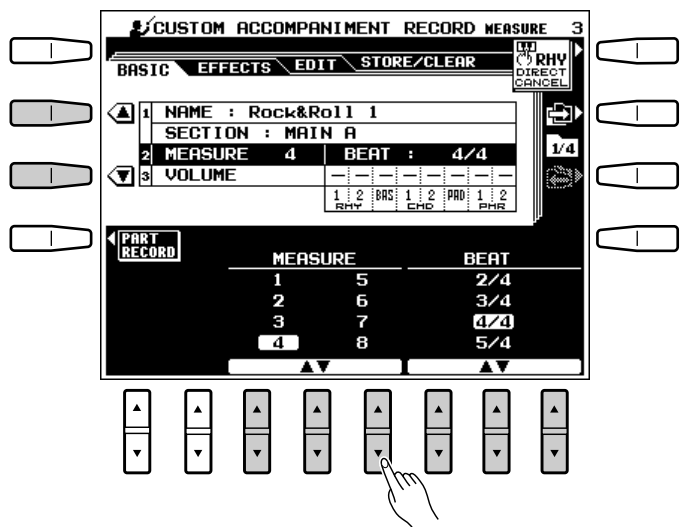 CUSTOM ACCOMPANIMENT RECORD MEASURE 3
BASIC EFFECTS EDIT STORE/CLEAR
RHY
DIRECT
CANCEL
1 NAME : Rock&Roll 1
SECTION : MAIN A
2 MEASURE 4 BEAT : 4/4
3 VOLUME
1/4
1 2 BAS 1 2 PAD 1 2
RHY CHD PHR
PART
RECORD
MEASURE BEAT
1 5 2/4
2 6 3/4
3 7 4/4
4 8 5/4